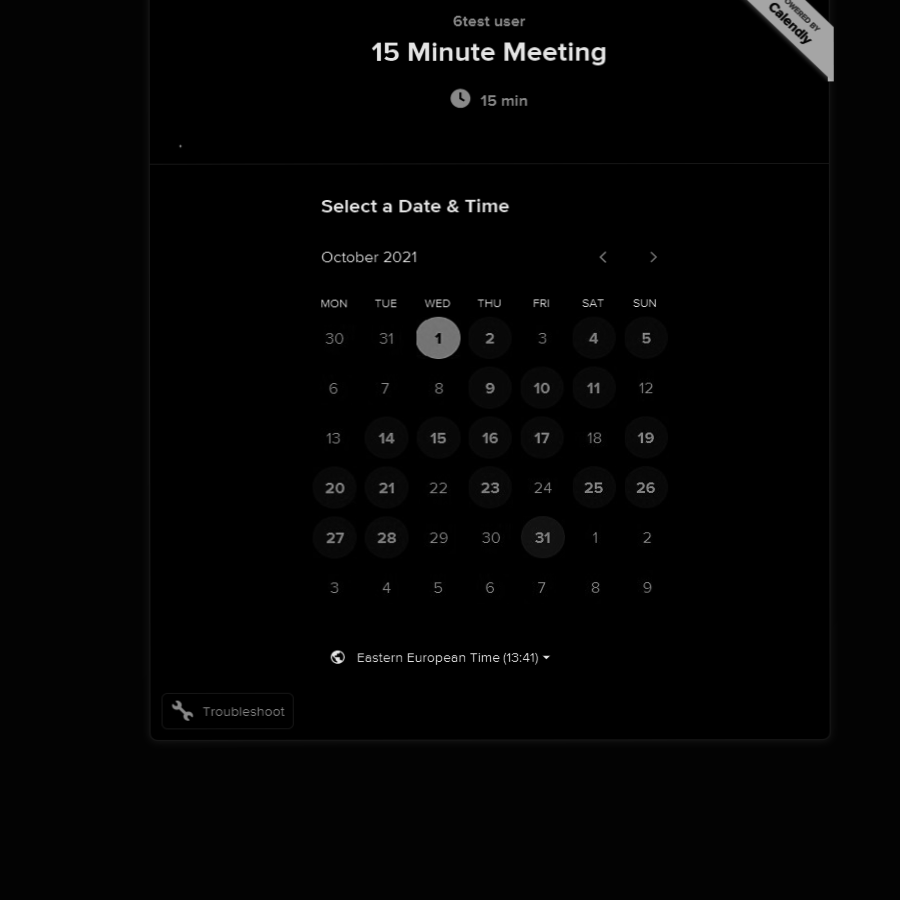 POWERED BY
Calendly
6test user
15 Minute Meeting
15 min
Select a Date & Time
October 2021
MON TUE WED THU FRI SAT SUN
30 31 1 2 3 4 5
6 7 8 9 10 11 12
13 14 15 16 17 18 19
20 21 22 23 24 25 26
27 28 29 30 31 1 2
3 4 5 6 7 8 9
Eastern European Time (13:41)
Troubleshoot